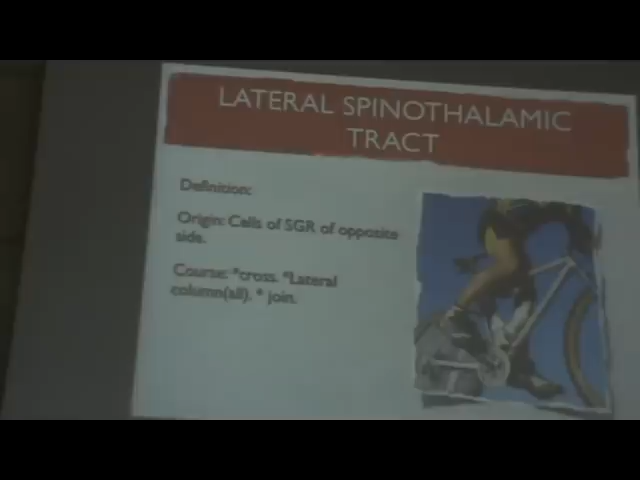 LATERAL SPINOTHALAMIC
TRACT
Definition:
Origin: Cells of SGR of opposite
side.
Course: *cross. *Lateral
column(all). * join.